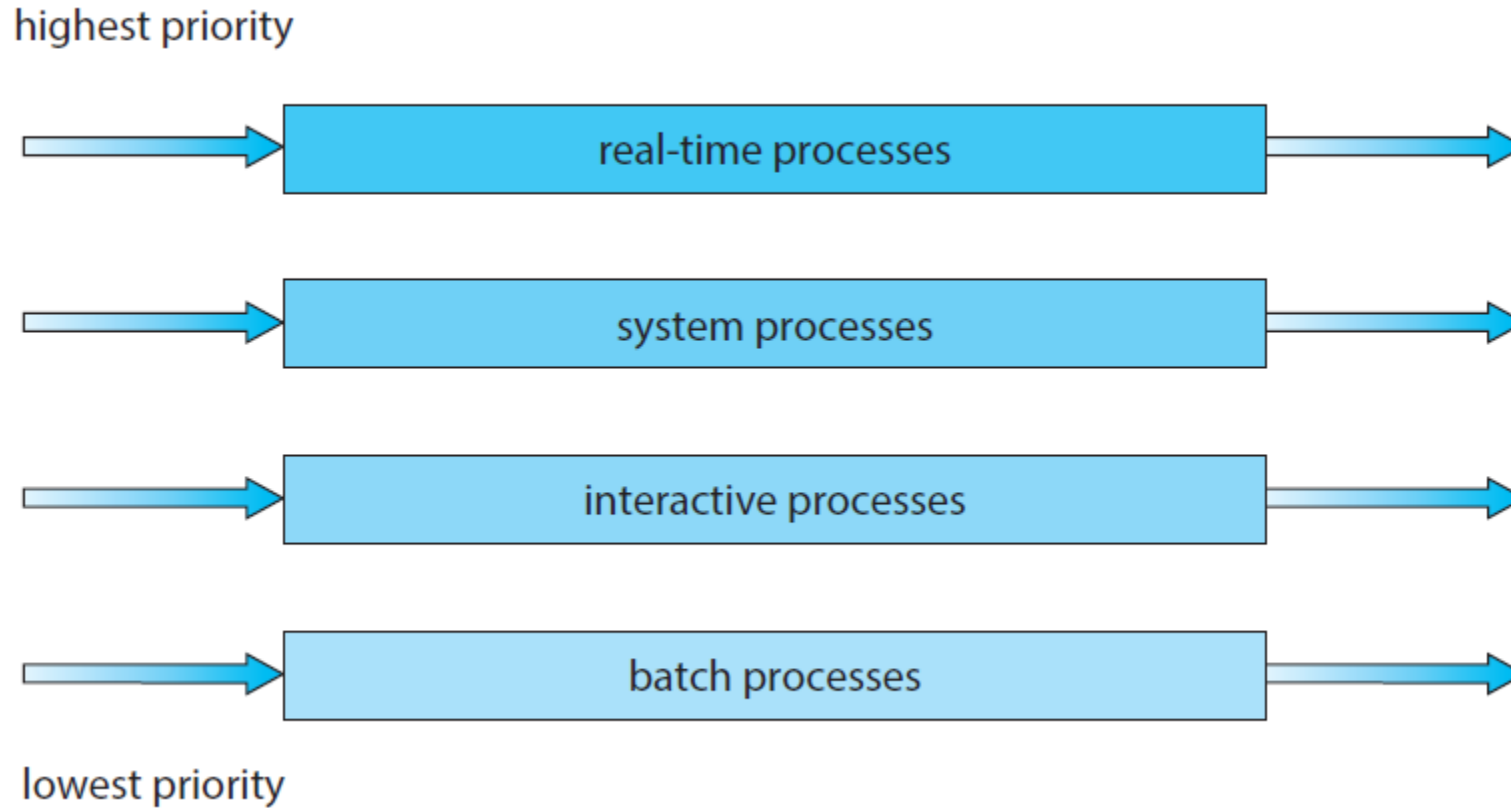 highest priority
real-time processes
system processes
interactive processes
batch processes
lowest priority